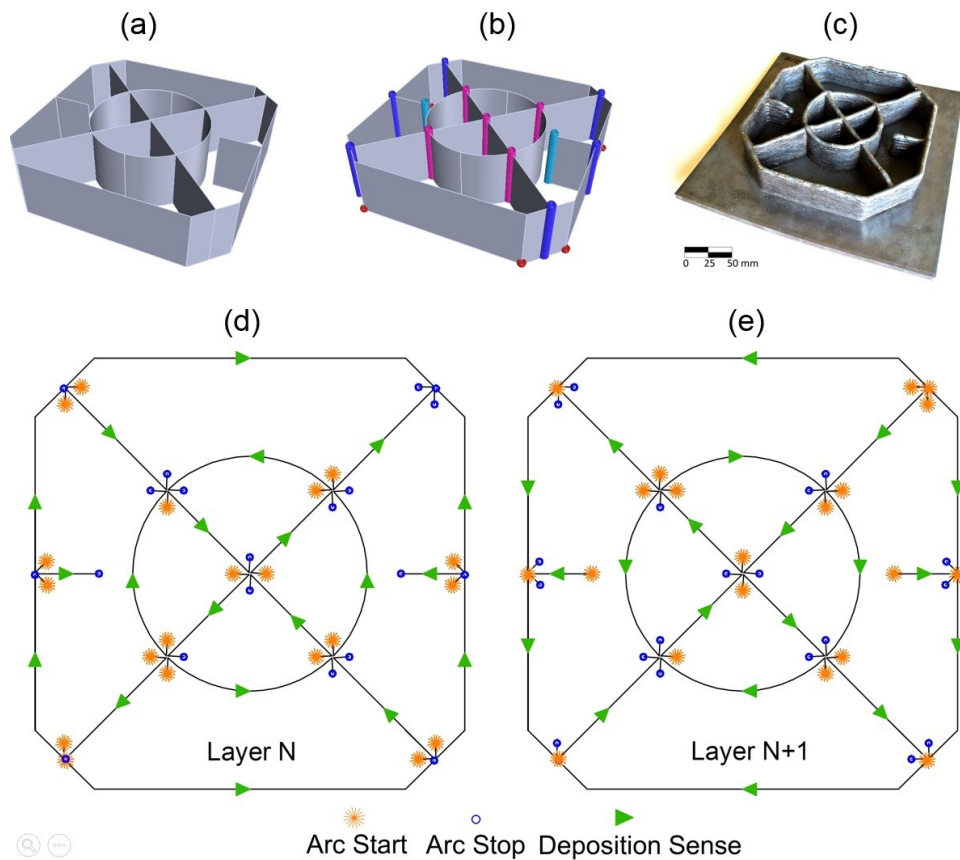 (a)
(b)
(c)
0 25 50 mm
(d)
(e)
Layer N
Layer N+1
Arc Start
Arc Stop
Deposition Sense